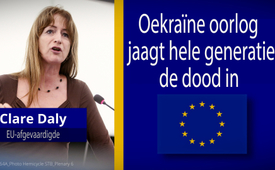 Oekraïne oorlog
jaagt hele generatie
de dood in
Clare Daly
EU-afgevaardigde